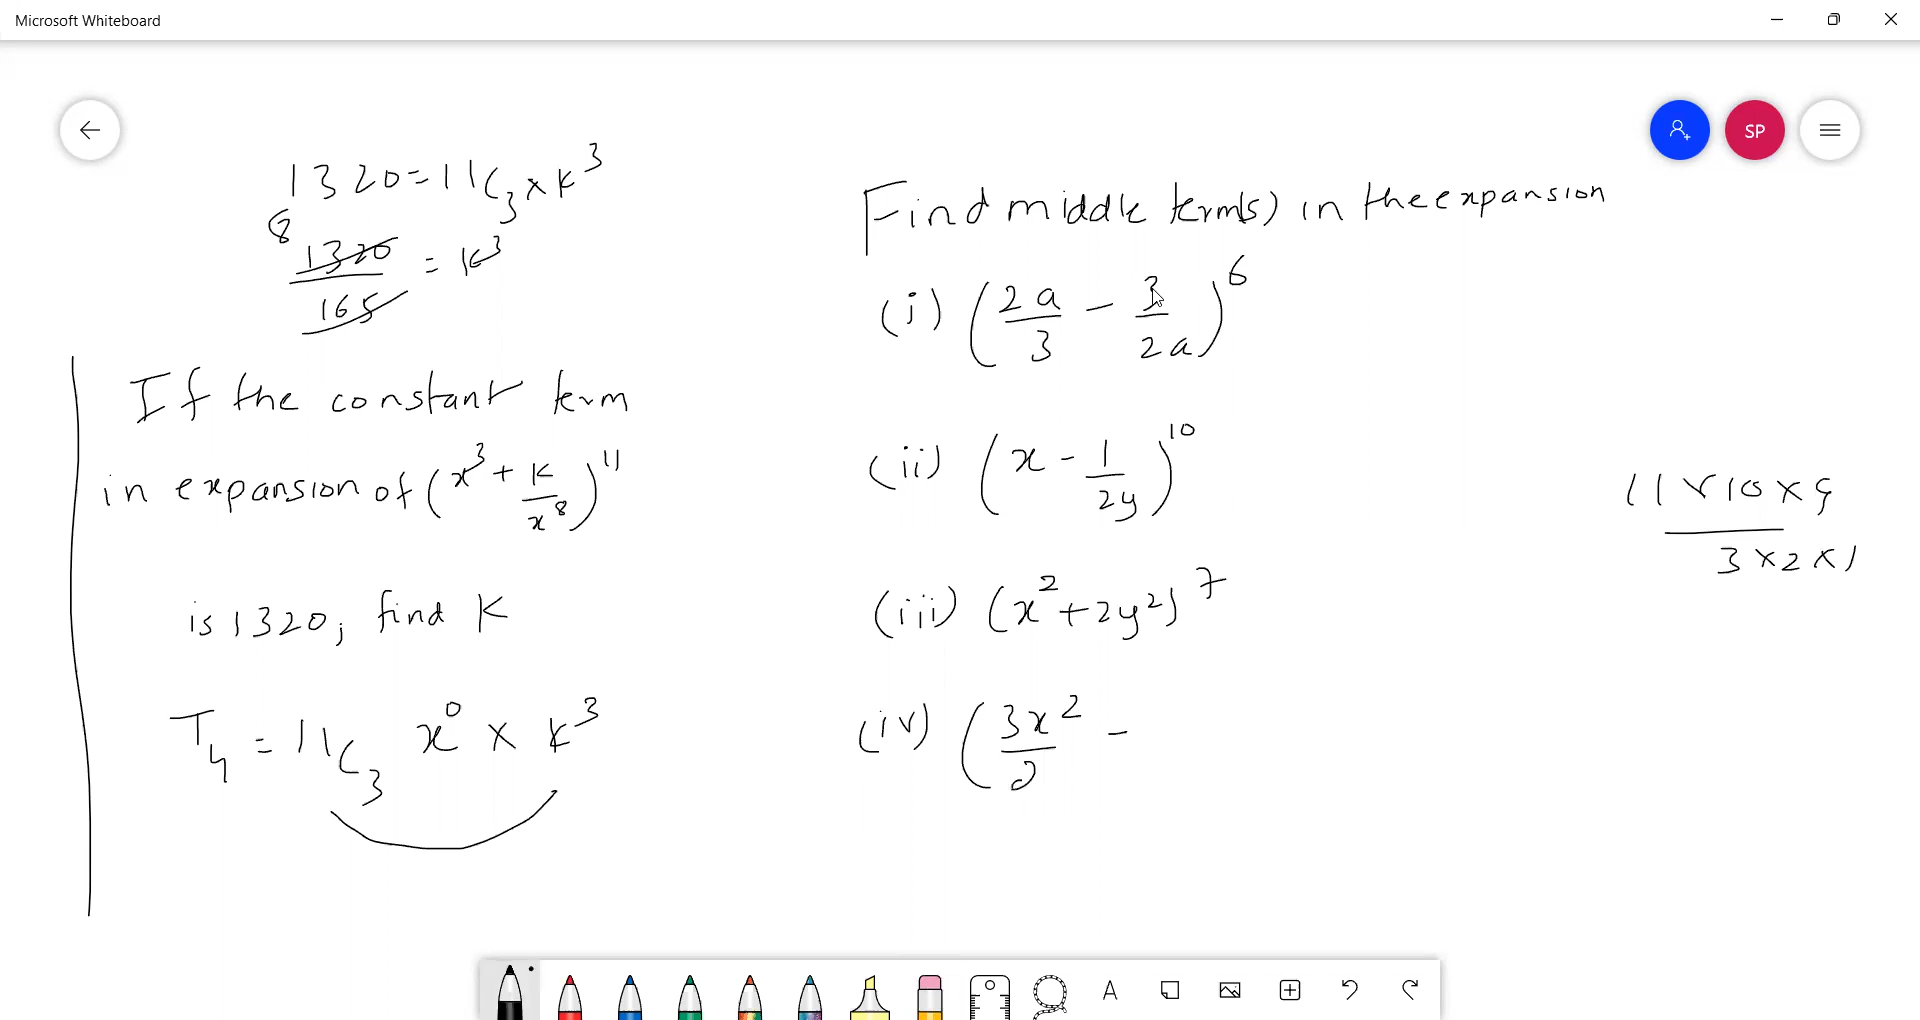 Microsoft Whiteboard
SP
1320=11C₃×K³
8
1320/165 = K³
If the constant term
in expansion of (x³ + K/x⁸)¹¹
is 1320, find K
T₄ = 11C₃ x⁰ × K³
Find middle term(s) in the expansion
(i) (2a/3 − 3/2a)⁶
(ii) (x − 1/2y)¹⁰
(iii) (x²+2y²)⁷
(iv) (3x²/2 −
11×10×9
3×2×1
A